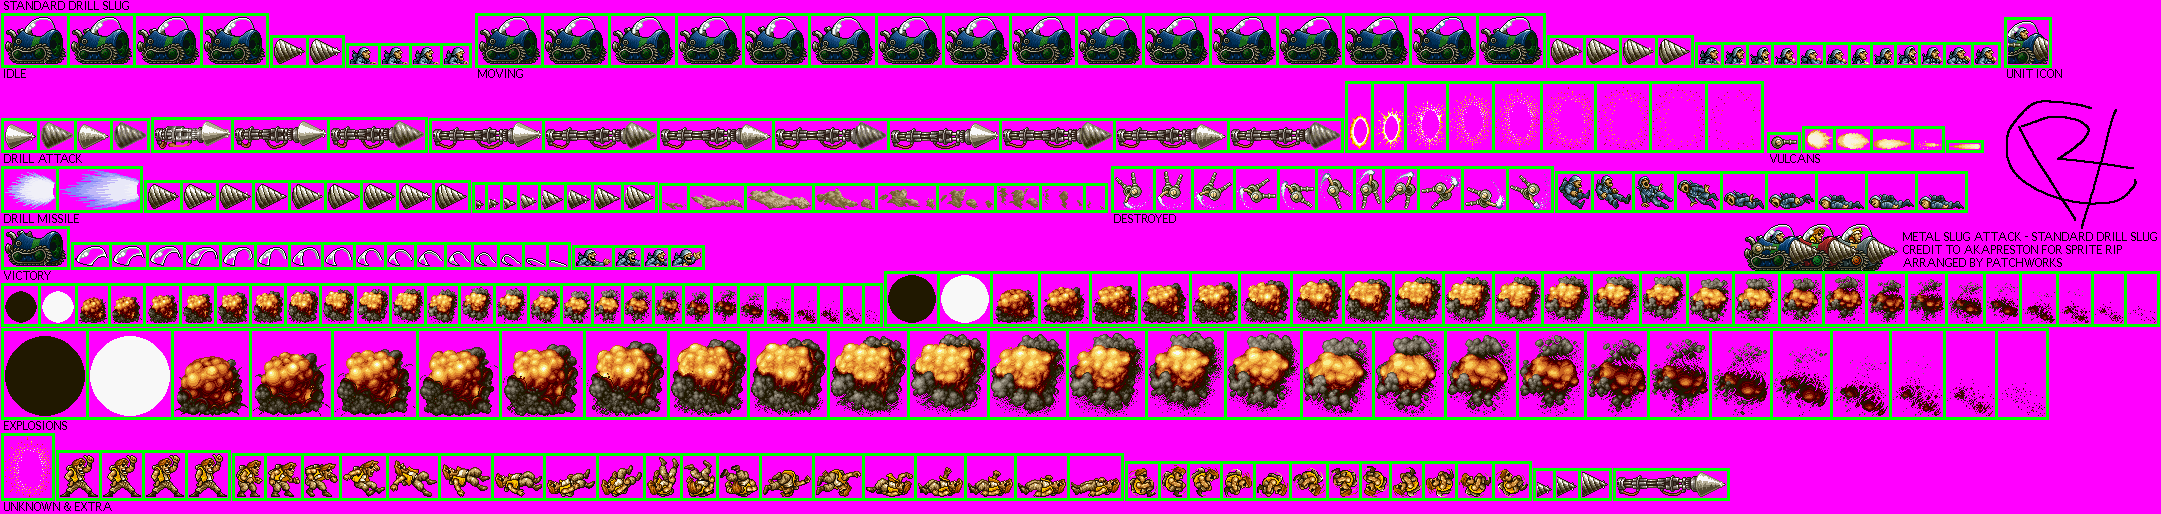 STANDARD DRILL SLUG
IDLE
MOVING
UNIT ICON
DRILL ATTACK
VULCANS
DRILL MISSILE
DESTROYED
VICTORY
METAL SLUG ATTACK - STANDARD DRILL SLUG
CREDIT TO AKAPRESTON FOR SPRITE RIP
ARRANGED BY PATCHWORKS
EXPLOSIONS
UNKNOWN & EXTRA